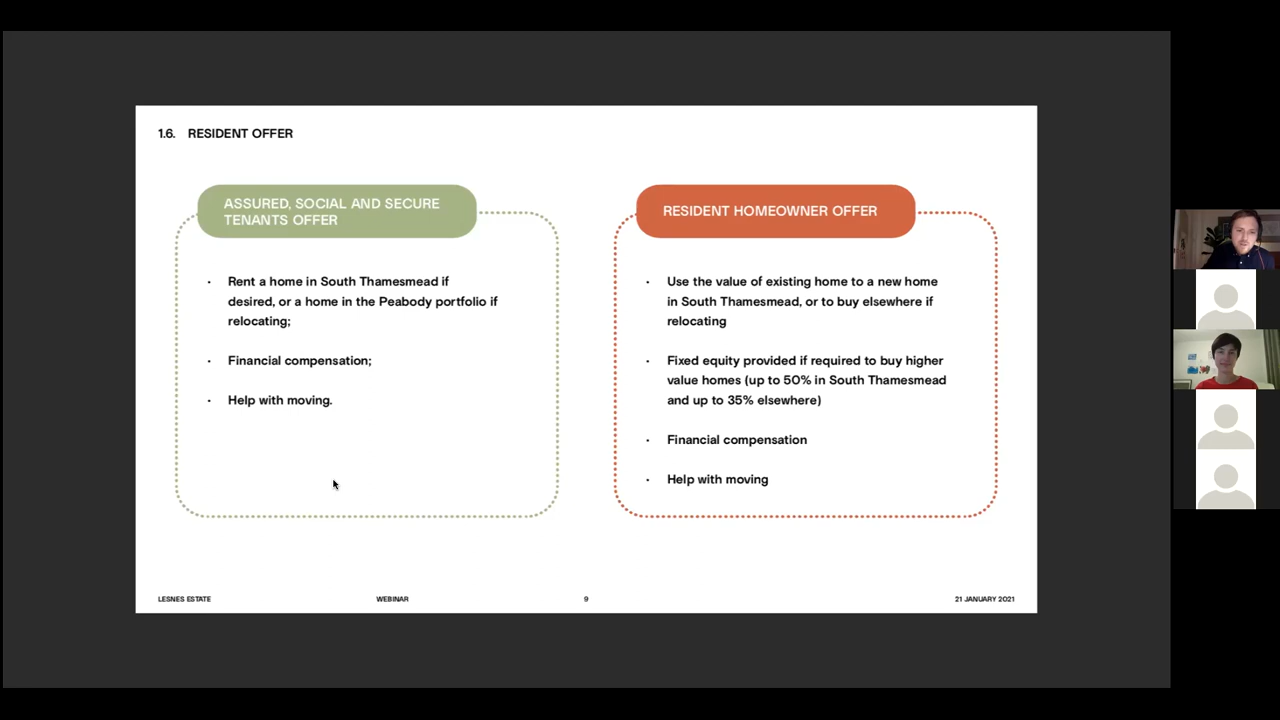 1.6. RESIDENT OFFER
ASSURED, SOCIAL AND SECURE
TENANTS OFFER
· Rent a home in South Thamesmead if
desired, or a home in the Peabody portfolio if
relocating;
· Financial compensation;
· Help with moving.
RESIDENT HOMEOWNER OFFER
· Use the value of existing home to a new home
in South Thamesmead, or to buy elsewhere if
relocating
· Fixed equity provided if required to buy higher
value homes (up to 50% in South Thamesmead
and up to 35% elsewhere)
· Financial compensation
· Help with moving
LESNES ESTATE WEBINAR 9 21 JANUARY 2021